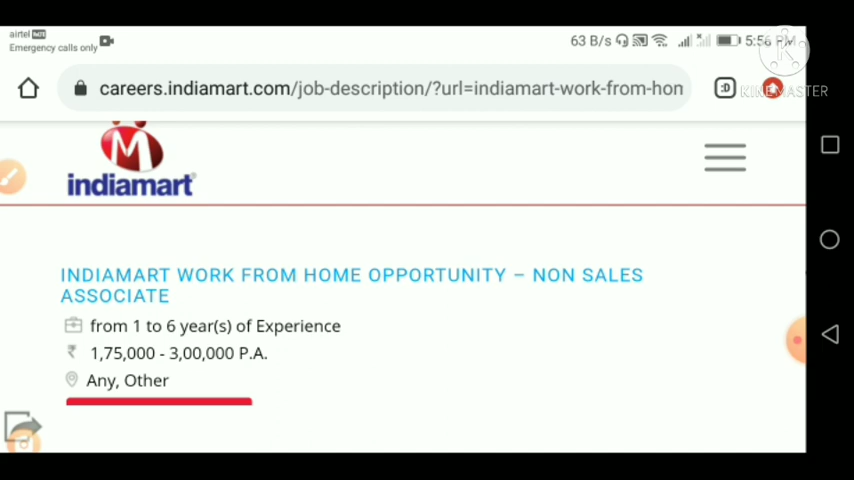 airtel VoLTE
Emergency calls only
63 B/s
5:56 PM
careers.indiamart.com/job-description/?url=indiamart-work-from-hon
:D
KINEMASTER
M
indiamart
INDIAMART WORK FROM HOME OPPORTUNITY – NON SALES
ASSOCIATE
from 1 to 6 year(s) of Experience
₹ 1,75,000 - 3,00,000 P.A.
Any, Other